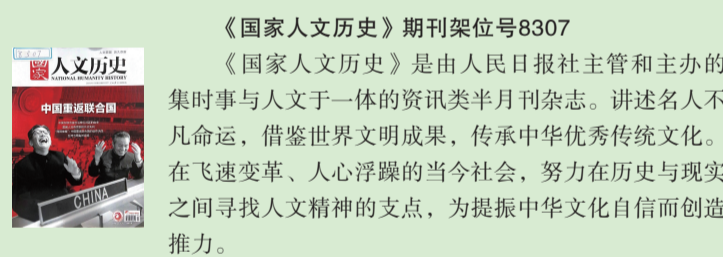 《国家人文历史》期刊架位号8307
《国家人文历史》是由人民日报社主管和主办的
集时事与人文于一体的资讯类半月刊杂志。讲述名人不
凡命运，借鉴世界文明成果，传承中华优秀传统文化。
在飞速变革、人心浮躁的当今社会，努力在历史与现实
之间寻找人文精神的支点，为提振中华文化自信而创造
推力。
国家
人文历史
NATIONAL HUMANITY HISTORY
中国重返联合国
CHINA